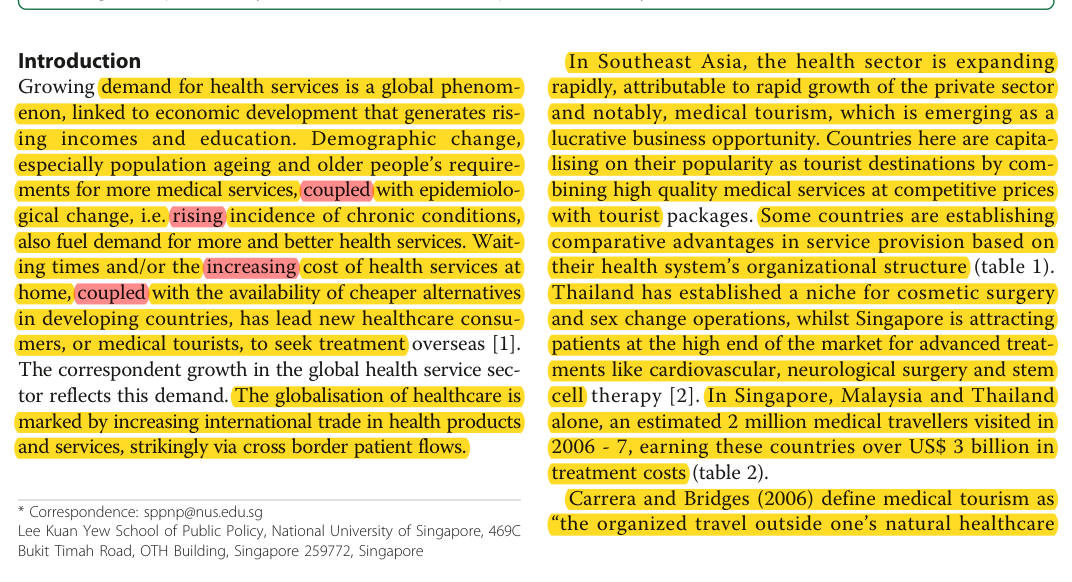 Introduction
Growing demand for health services is a global phenom-
enon, linked to economic development that generates ris-
ing incomes and education. Demographic change,
especially population ageing and older people's require-
ments for more medical services, coupled with epidemiolo-
gical change, i.e. rising incidence of chronic conditions,
also fuel demand for more and better health services. Wait-
ing times and/or the increasing cost of health services at
home, coupled with the availability of cheaper alternatives
in developing countries, has lead new healthcare consu-
mers, or medical tourists, to seek treatment overseas [1].
The correspondent growth in the global health service sec-
tor reflects this demand. The globalisation of healthcare is
marked by increasing international trade in health products
and services, strikingly via cross border patient flows.
* Correspondence: sppnp@nus.edu.sg
Lee Kuan Yew School of Public Policy, National University of Singapore, 469C
Bukit Timah Road, OTH Building, Singapore 259772, Singapore
In Southeast Asia, the health sector is expanding
rapidly, attributable to rapid growth of the private sector
and notably, medical tourism, which is emerging as a
lucrative business opportunity. Countries here are capita-
lising on their popularity as tourist destinations by com-
bining high quality medical services at competitive prices
with tourist packages. Some countries are establishing
comparative advantages in service provision based on
their health system's organizational structure (table 1).
Thailand has established a niche for cosmetic surgery
and sex change operations, whilst Singapore is attracting
patients at the high end of the market for advanced treat-
ments like cardiovascular, neurological surgery and stem
cell therapy [2]. In Singapore, Malaysia and Thailand
alone, an estimated 2 million medical travellers visited in
2006 - 7, earning these countries over US$ 3 billion in
treatment costs (table 2).
Carrera and Bridges (2006) define medical tourism as
“the organized travel outside one's natural healthcare